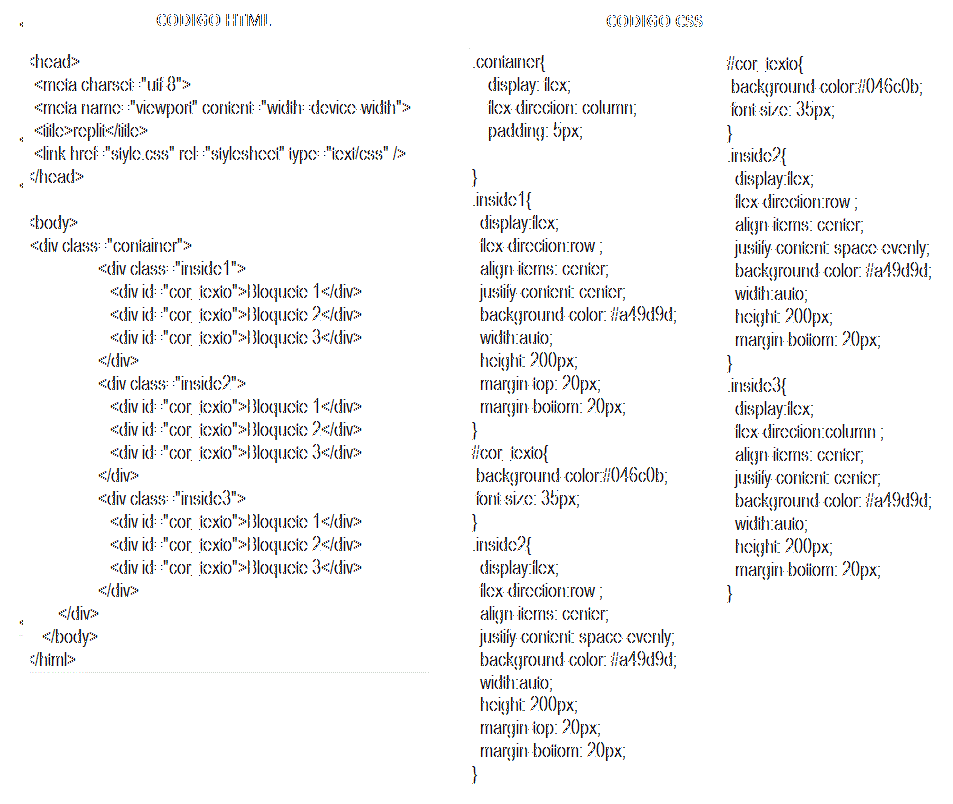 CODIGO HTML
<head>
<meta charset="utf-8">
<meta name="viewport" content="width=device-width">
<title>replit</title>
<link href="style.css" rel="stylesheet" type="text/css" />
</head>
<body>
<div class="container">
<div class="inside1">
<div id="cor_texto">Bloquete 1</div>
<div id="cor_texto">Bloquete 2</div>
<div id="cor_texto">Bloquete 3</div>
</div>
<div class="inside2">
<div id="cor_texto">Bloquete 1</div>
<div id="cor_texto">Bloquete 2</div>
<div id="cor_texto">Bloquete 3</div>
</div>
<div class="inside3">
<div id="cor_texto">Bloquete 1</div>
<div id="cor_texto">Bloquete 2</div>
<div id="cor_texto">Bloquete 3</div>
</div>
</div>
</body>
</html>
CODIGO CSS
.container{
display: flex;
flex-direction: column;
padding: 5px;
}
.inside1{
display:flex;
flex-direction:row ;
align-items: center;
justify-content: center;
background-color: #a49d9d;
width:auto;
height: 200px;
margin-top: 20px;
margin-bottom: 20px;
}
#cor_texto{
background-color:#046c0b;
font-size: 35px;
}
.inside2{
display:flex;
flex-direction:row ;
align-items: center;
justify-content: space-evenly;
background-color: #a49d9d;
width:auto;
height: 200px;
margin-top: 20px;
margin-bottom: 20px;
}
#cor_texto{
background-color:#046c0b;
font-size: 35px;
}
.inside2{
display:flex;
flex-direction:row ;
align-items: center;
justify-content: space-evenly;
background-color: #a49d9d;
width:auto;
height: 200px;
margin-bottom: 20px;
}
.inside3{
display:flex;
flex-direction:column ;
align-items: center;
justify-content: center;
background-color: #a49d9d;
width:auto;
height: 200px;
margin-bottom: 20px;
}